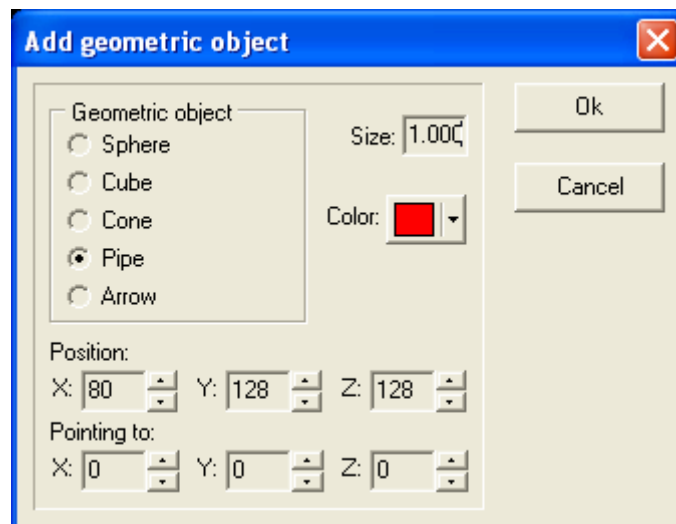 Add geometric object
Geometric object
Sphere
Cube
Cone
Pipe
Arrow
Size: 1.000
Color:
Ok
Cancel
Position:
X: 80 Y: 128 Z: 128
Pointing to:
X: 0 Y: 0 Z: 0